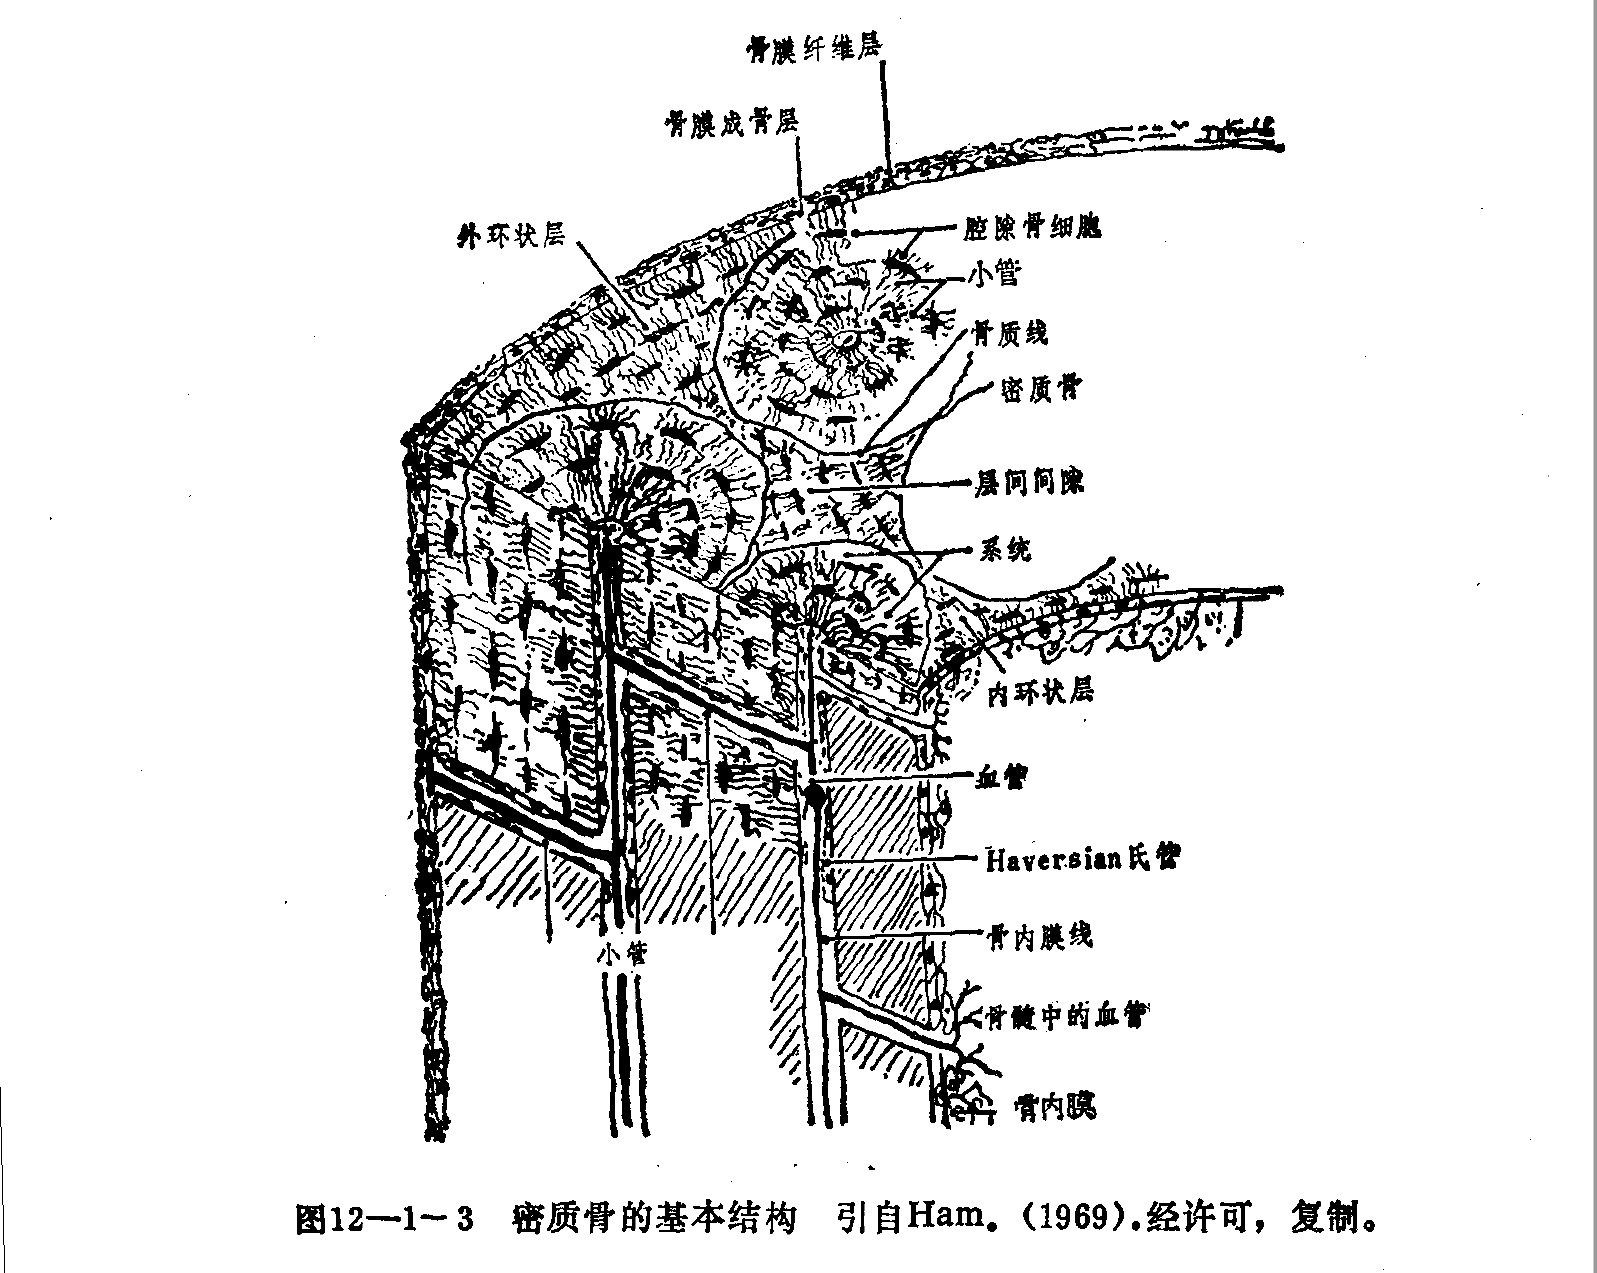 骨膜纤维层
骨膜成骨层
外环状层
腔隙骨细胞
小管
骨质线
密质骨
层间间隙
系统
内环状层
血管
Haversian氏管
骨内膜线
小管
骨髓中的血管
骨内膜
图12—1—3 密质骨的基本结构 引自Ham. (1969).经许可，复制。